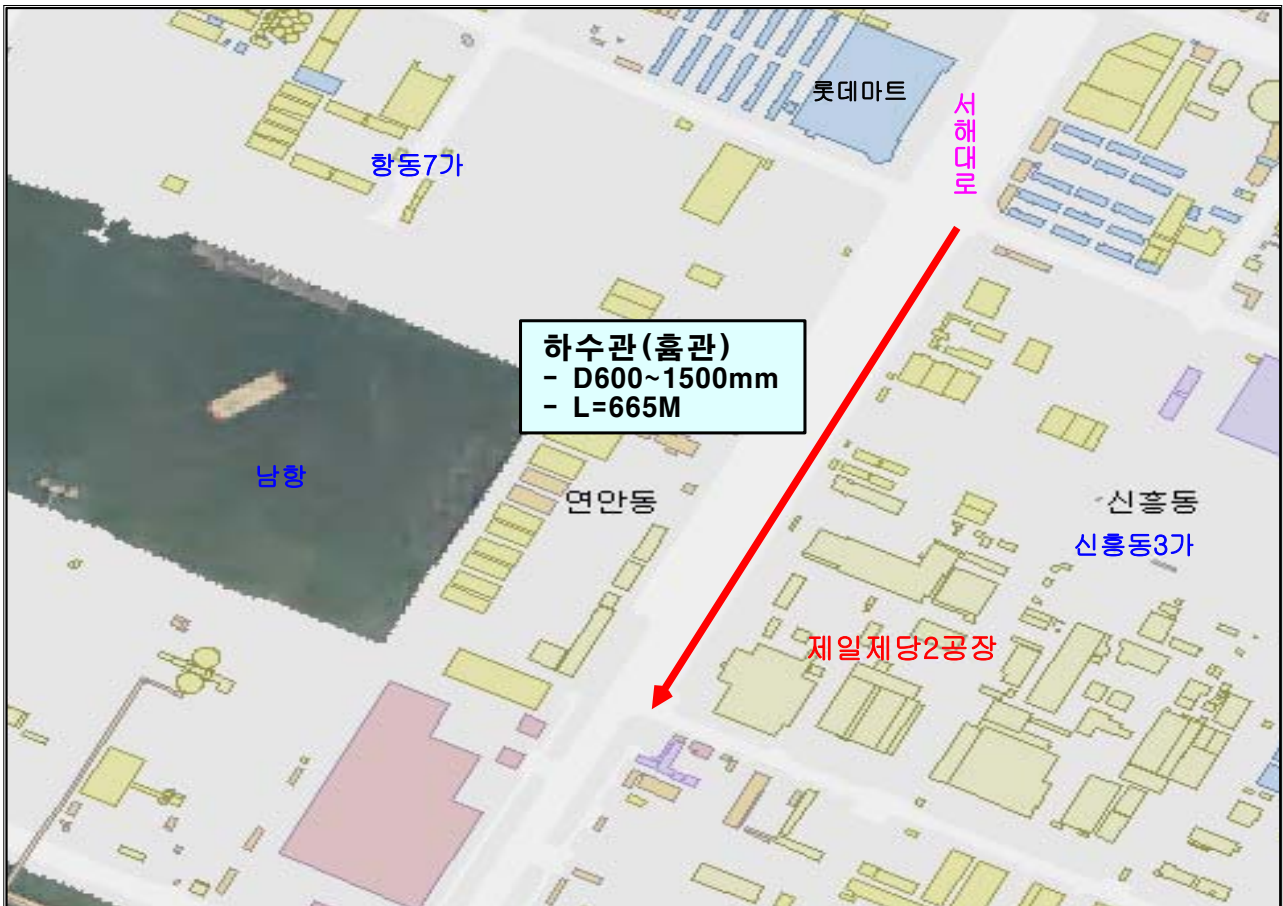 롯데마트
서해대로
항동7가
하수관(흄관)
- D600~1500mm
- L=665M
남항
연안동
신흥동
신흥동3가
제일제당2공장